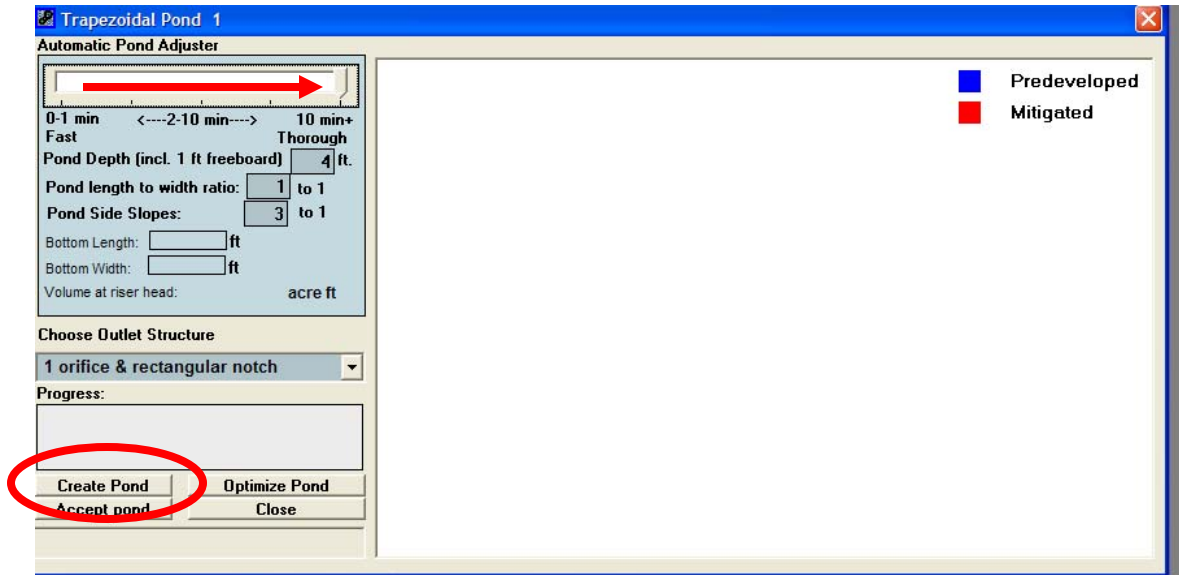 Trapezoidal Pond 1
Automatic Pond Adjuster
0-1 min <----2-10 min----> 10 min+
Fast Thorough
Pond Depth (incl. 1 ft freeboard) 4 ft.
Pond length to width ratio: 1 to 1
Pond Side Slopes: 3 to 1
Bottom Length: ft
Bottom Width: ft
Volume at riser head: acre ft
Choose Outlet Structure
1 orifice & rectangular notch
Progress:
Create Pond Optimize Pond
Accept pond Close
Predeveloped
Mitigated